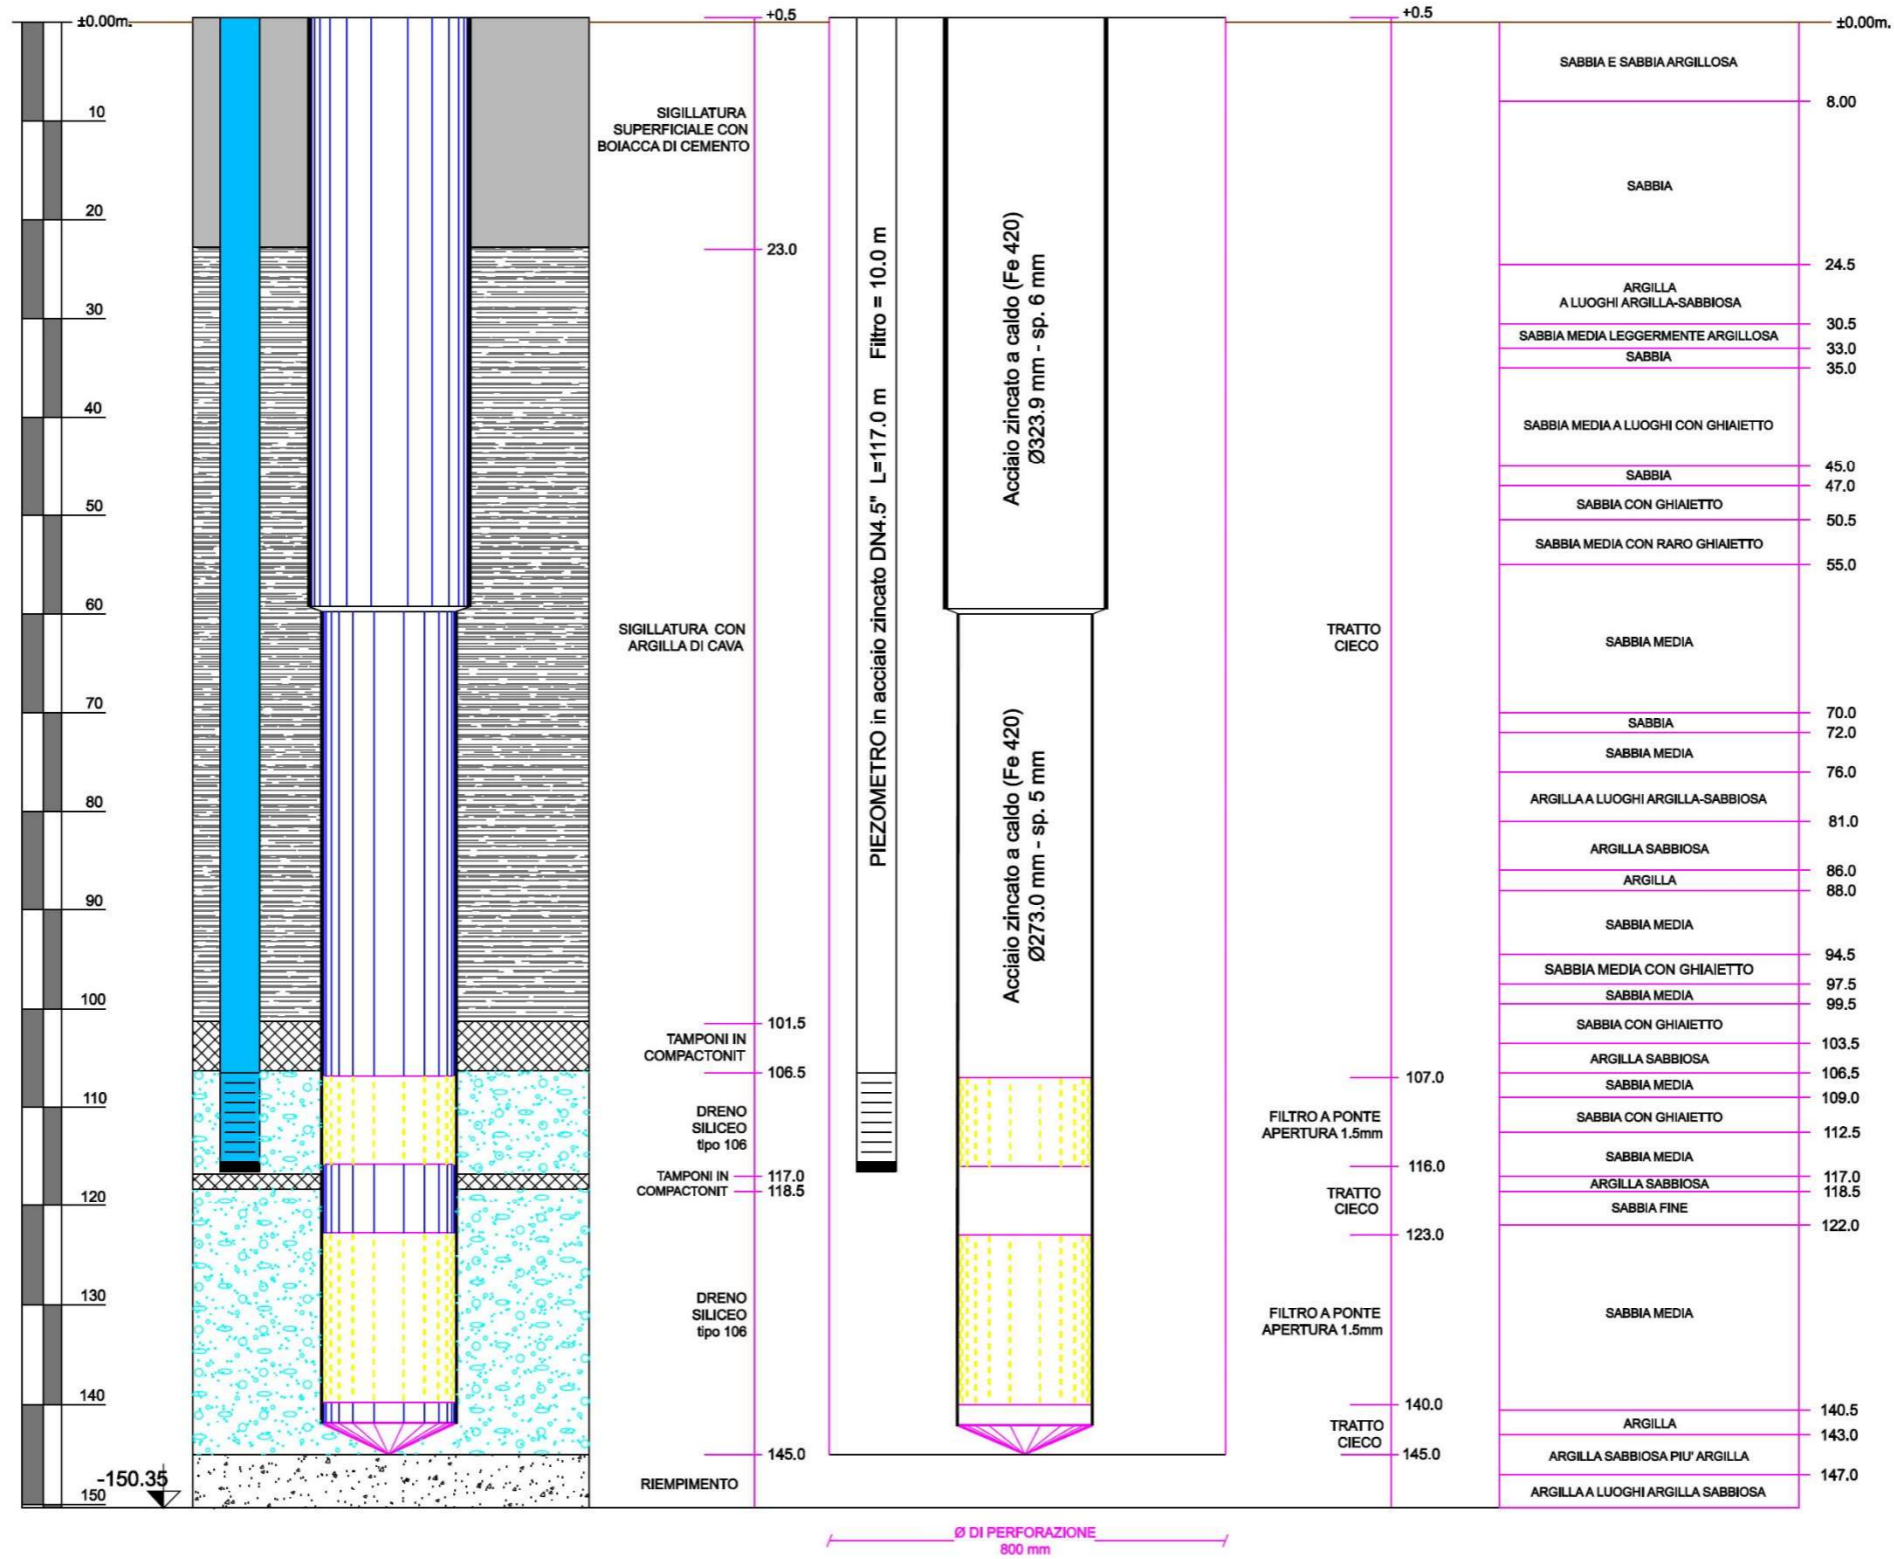 ±0.00m.
10
20
30
40
50
60
70
80
90
100
110
120
130
140
150
-150.35
SIGILLATURA
SUPERFICIALE CON
BOIACCA DI CEMENTO
SIGILLATURA CON
ARGILLA DI CAVA
TAMPONI IN
COMPACTONIT
DRENO
SILICEO
tipo 106
TAMPONI IN
COMPACTONIT
DRENO
SILICEO
tipo 106
RIEMPIMENTO
+0.5
23.0
101.5
106.5
117.0
118.5
145.0
PIEZOMETRO in acciaio zincato DN4.5" L=117.0 m Filtro = 10.0 m
Acciaio zincato a caldo (Fe 420)
Ø323.9 mm - sp. 6 mm
Acciaio zincato a caldo (Fe 420)
Ø273.0 mm - sp. 5 mm
Ø DI PERFORAZIONE
800 mm
TRATTO
CIECO
FILTRO A PONTE
APERTURA 1.5mm
TRATTO
CIECO
FILTRO A PONTE
APERTURA 1.5mm
TRATTO
CIECO
+0.5
107.0
116.0
123.0
140.0
145.0
SABBIA E SABBIA ARGILLOSA
SABBIA
ARGILLA
A LUOGHI ARGILLA-SABBIOSA
SABBIA MEDIA LEGGERMENTE ARGILLOSA
SABBIA
SABBIA MEDIA A LUOGHI CON GHIAIETTO
SABBIA
SABBIA CON GHIAIETTO
SABBIA MEDIA CON RARO GHIAIETTO
SABBIA MEDIA
SABBIA
SABBIA MEDIA
ARGILLA A LUOGHI ARGILLA-SABBIOSA
ARGILLA SABBIOSA
ARGILLA
SABBIA MEDIA
SABBIA MEDIA CON GHIAIETTO
SABBIA MEDIA
SABBIA CON GHIAIETTO
ARGILLA SABBIOSA
SABBIA MEDIA
SABBIA CON GHIAIETTO
SABBIA MEDIA
ARGILLA SABBIOSA
SABBIA FINE
SABBIA MEDIA
ARGILLA
ARGILLA SABBIOSA PIU' ARGILLA
ARGILLA A LUOGHI ARGILLA SABBIOSA
±0.00m.
8.00
24.5
30.5
33.0
35.0
45.0
47.0
50.5
55.0
70.0
72.0
76.0
81.0
86.0
88.0
94.5
97.5
99.5
103.5
106.5
109.0
112.5
117.0
118.5
122.0
140.5
143.0
147.0